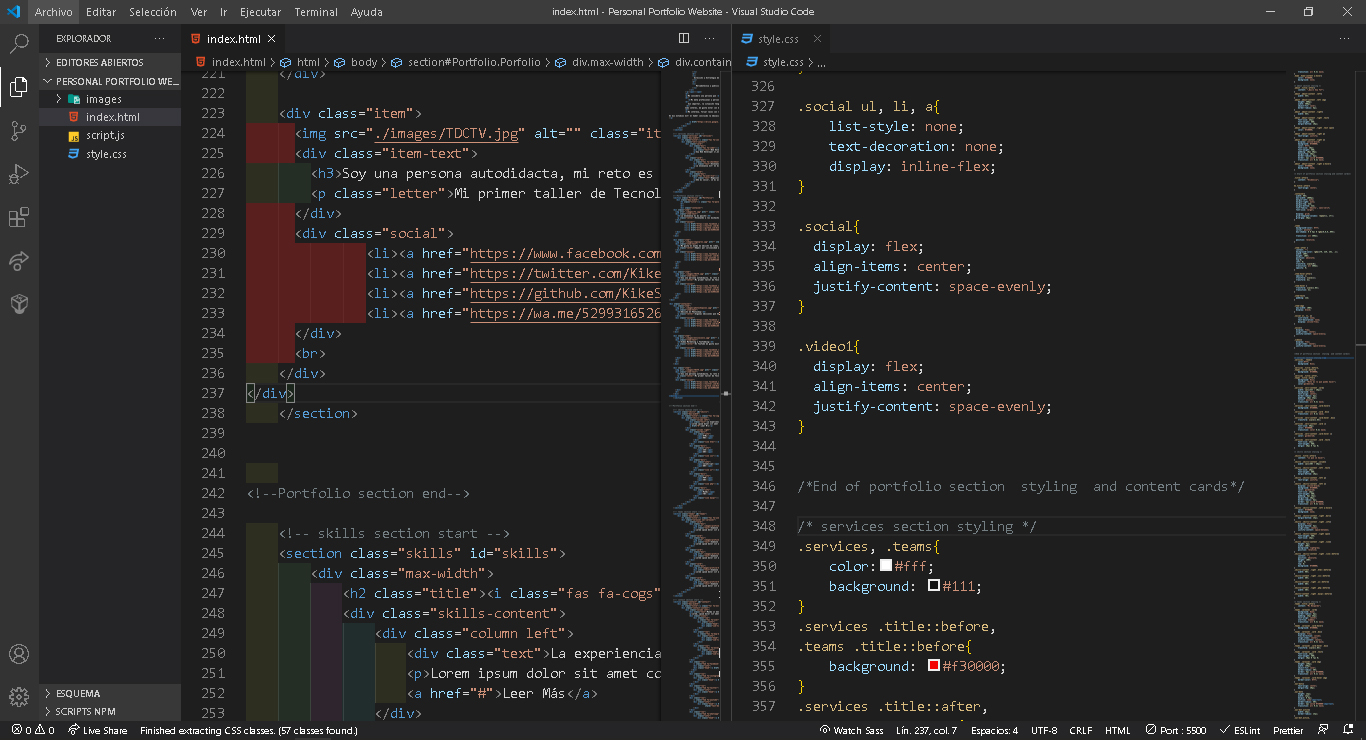 Archivo Editar Selección Ver Ir Ejecutar Terminal Ayuda
index.html - Personal Portfolio Website - Visual Studio Code
EXPLORADOR ...
EDITORES ABIERTOS
PERSONAL PORTFOLIO WE...
images
index.html
JS script.js
style.css
ESQUEMA
SCRIPTS NPM
index.html
index.html > html > body > section#Portfolio.Porfolio > div.max-width > div.contain
221 </div>
222
223 <div class="item">
224 <img src="./images/TDCTV.jpg" alt="" class="it
225 <div class="item-text">
226 <h3>Soy una persona autodidacta, mi reto es
227 <p class="letter">Mi primer taller de Tecnol
228 </div>
229 <div class="social">
230 <li><a href="https://www.facebook.com
231 <li><a href="https://twitter.com/Kike
232 <li><a href="https://github.com/KikeS
233 <li><a href="https://wa.me/5299316526
234 </div>
235 <br>
236 </div>
237 </div>
238 </section>
239
240
241
242 <!--Portfolio section end-->
243
244 <!-- skills section start -->
245 <section class="skills" id="skills">
246 <div class="max-width">
247 <h2 class="title"><i class="fas fa-cogs"
248 <div class="skills-content">
249 <div class="column left">
250 <div class="text">La experiencia
251 <p>Lorem ipsum dolor sit amet co
252 <a href="#">Leer Más</a>
253 </div>
style.css
style.css > ...
326
327 .social ul, li, a{
328 list-style: none;
329 text-decoration: none;
330 display: inline-flex;
331 }
332
333 .social{
334 display: flex;
335 align-items: center;
336 justify-content: space-evenly;
337 }
338
339 .video1{
340 display: flex;
341 align-items: center;
342 justify-content: space-evenly;
343 }
344
345
346 /*End of portfolio section  styling  and content cards*/
347
348 /* services section styling */
349 .services, .teams{
350 color: #fff;
351 background: #111;
352 }
353 .services .title::before,
354 .teams .title::before{
355 background: #f30000;
356 }
357 .services .title::after,
0 0 Live Share Finished extracting CSS classes. (57 classes found.) Watch Sass Lín. 237, col. 7 Espacios: 4 UTF-8 CRLF HTML Port : 5500 ESLint Prettier